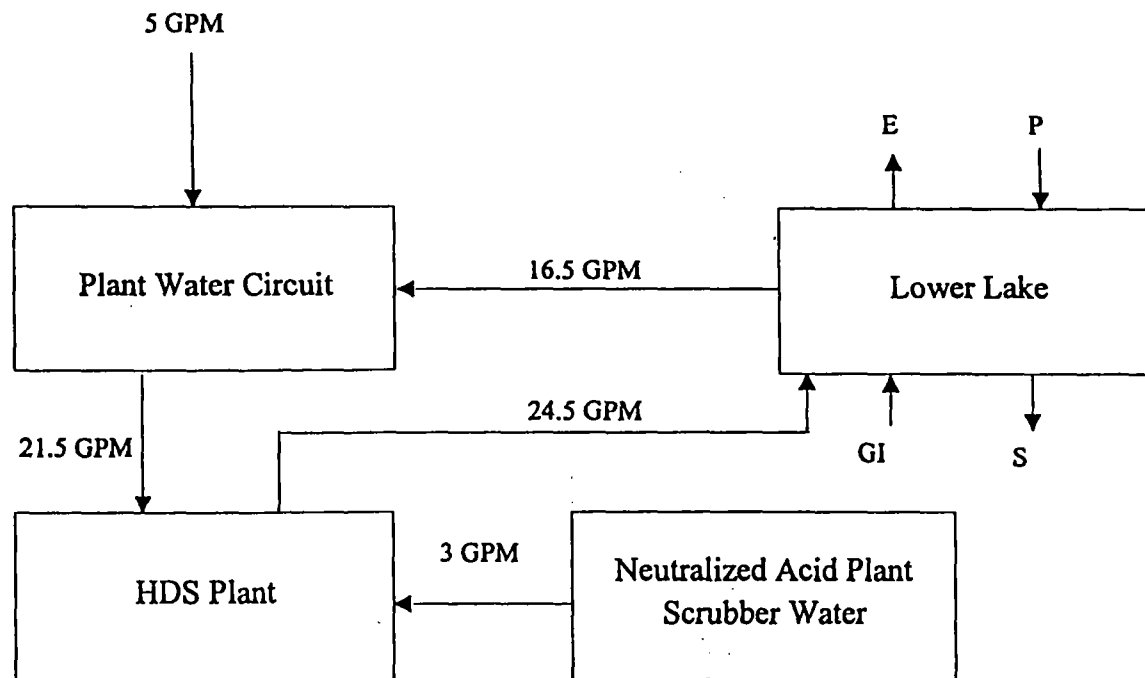 5 GPM
E
P
Plant Water Circuit
16.5 GPM
Lower Lake
24.5 GPM
21.5 GPM
GI
S
HDS Plant
3 GPM
Neutralized Acid Plant
Scrubber Water